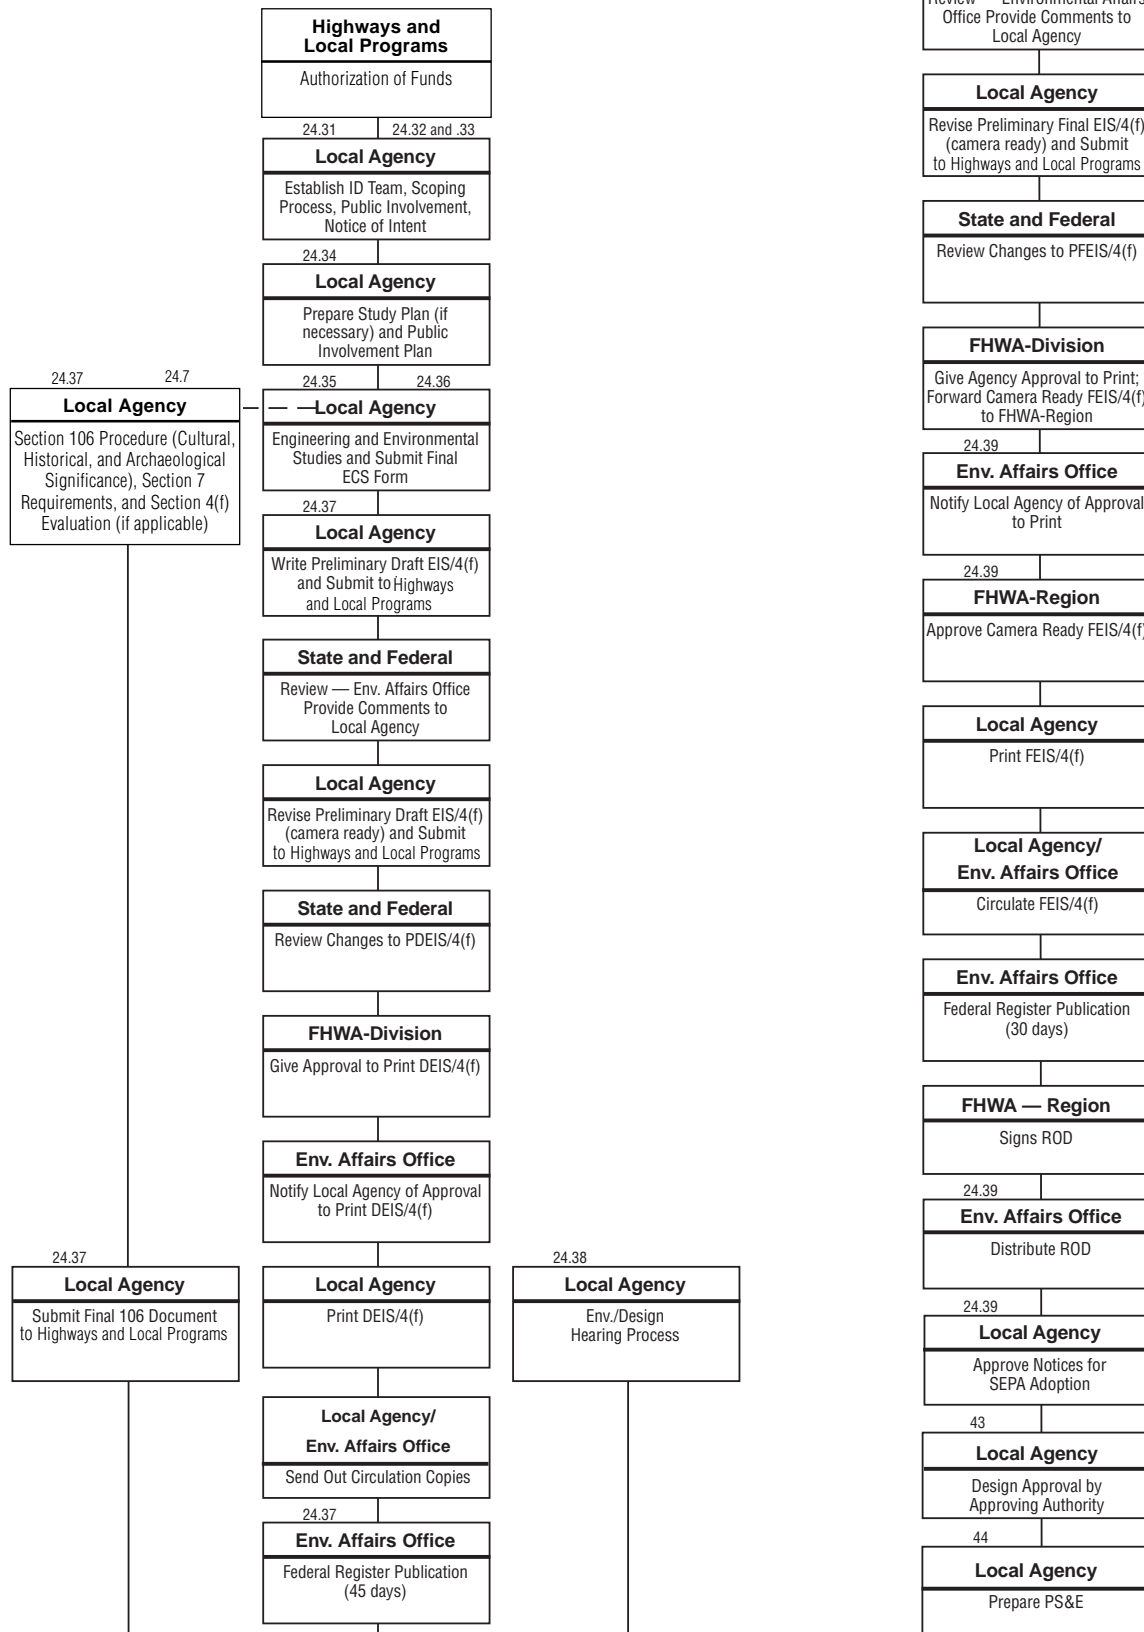 Highways and
Local Programs
Authorization of Funds
24.31 24.32 and .33
Local Agency
Establish ID Team, Scoping
Process, Public Involvement,
Notice of Intent
24.34
Local Agency
Prepare Study Plan (if
necessary) and Public
Involvement Plan
24.37 24.7
Local Agency
Section 106 Procedure (Cultural,
Historical, and Archaeological
Significance), Section 7
Requirements, and Section 4(f)
Evaluation (if applicable)
24.35 24.36
Local Agency
Engineering and Environmental
Studies and Submit Final
ECS Form
24.37
Local Agency
Write Preliminary Draft EIS/4(f)
and Submit to Highways
and Local Programs
State and Federal
Review — Env. Affairs Office
Provide Comments to
Local Agency
Local Agency
Revise Preliminary Draft EIS/4(f)
(camera ready) and Submit
to Highways and Local Programs
State and Federal
Review Changes to PDEIS/4(f)
FHWA-Division
Give Approval to Print DEIS/4(f)
Env. Affairs Office
Notify Local Agency of Approval
to Print DEIS/4(f)
24.37
Local Agency
Submit Final 106 Document
to Highways and Local Programs
Local Agency
Print DEIS/4(f)
24.38
Local Agency
Env./Design
Hearing Process
Local Agency/
Env. Affairs Office
Send Out Circulation Copies
24.37
Env. Affairs Office
Federal Register Publication
(45 days)
Review — Environmental Affairs
Office Provide Comments to
Local Agency
Local Agency
Revise Preliminary Final EIS/4(f)
(camera ready) and Submit
to Highways and Local Programs
State and Federal
Review Changes to PFEIS/4(f)
FHWA-Division
Give Agency Approval to Print;
Forward Camera Ready FEIS/4(f)
to FHWA-Region
24.39
Env. Affairs Office
Notify Local Agency of Approval
to Print
24.39
FHWA-Region
Approve Camera Ready FEIS/4(f)
Local Agency
Print FEIS/4(f)
Local Agency/
Env. Affairs Office
Circulate FEIS/4(f)
Env. Affairs Office
Federal Register Publication
(30 days)
FHWA — Region
Signs ROD
24.39
Env. Affairs Office
Distribute ROD
24.39
Local Agency
Approve Notices for
SEPA Adoption
43
Local Agency
Design Approval by
Approving Authority
44
Local Agency
Prepare PS&E